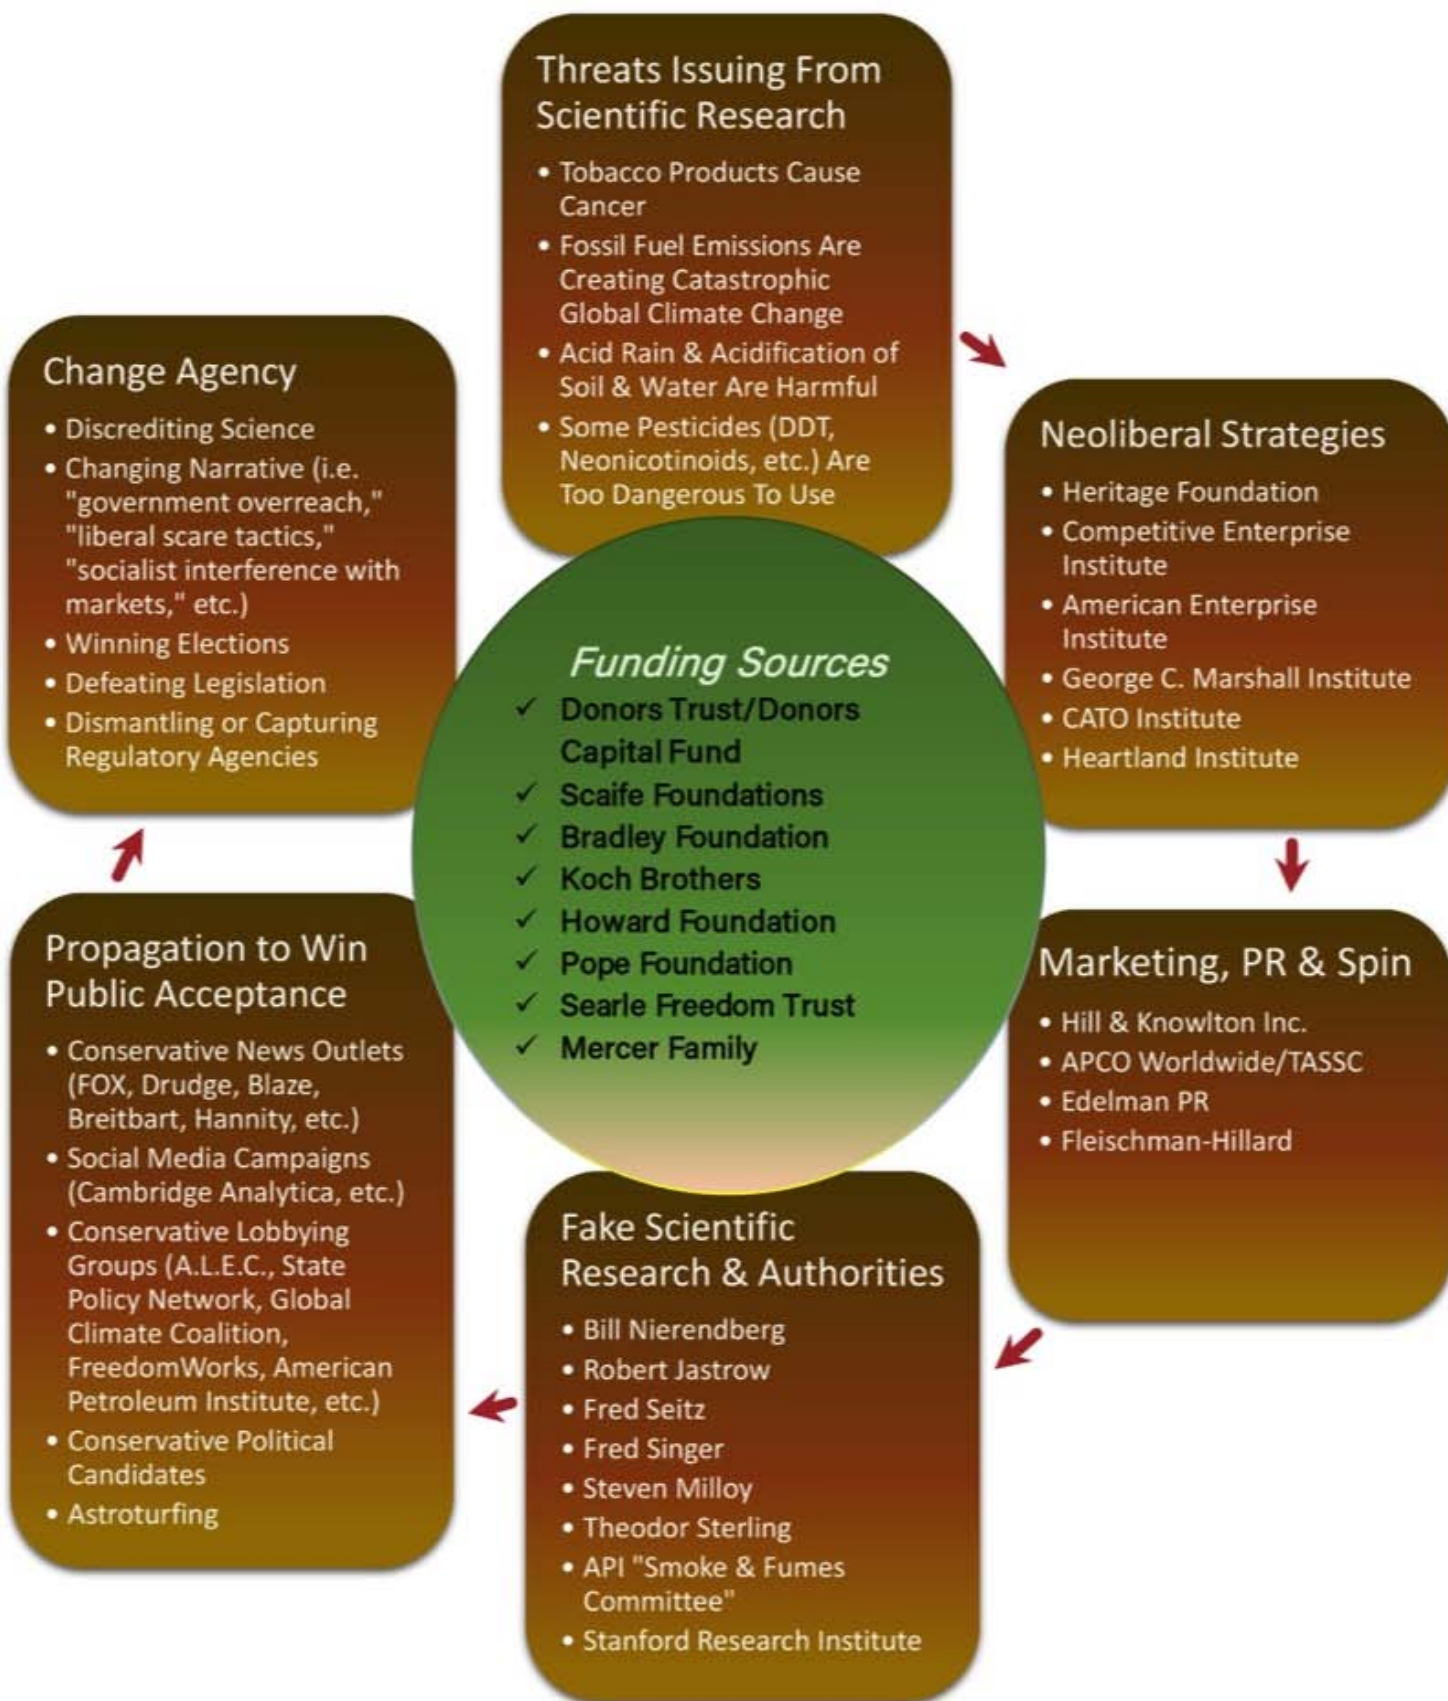 Threats Issuing From
Scientific Research
• Tobacco Products Cause
Cancer
• Fossil Fuel Emissions Are
Creating Catastrophic
Global Climate Change
• Acid Rain & Acidification of
Soil & Water Are Harmful
• Some Pesticides (DDT,
Neonicotinoids, etc.) Are
Too Dangerous To Use
Neoliberal Strategies
• Heritage Foundation
• Competitive Enterprise
Institute
• American Enterprise
Institute
• George C. Marshall Institute
• CATO Institute
• Heartland Institute
Marketing, PR & Spin
• Hill & Knowlton Inc.
• APCO Worldwide/TASSC
• Edelman PR
• Fleischman-Hillard
Fake Scientific
Research & Authorities
• Bill Nierendberg
• Robert Jastrow
• Fred Seitz
• Fred Singer
• Steven Milloy
• Theodor Sterling
• API "Smoke & Fumes
Committee"
• Stanford Research Institute
Propagation to Win
Public Acceptance
• Conservative News Outlets
(FOX, Drudge, Blaze,
Breitbart, Hannity, etc.)
• Social Media Campaigns
(Cambridge Analytica, etc.)
• Conservative Lobbying
Groups (A.L.E.C., State
Policy Network, Global
Climate Coalition,
FreedomWorks, American
Petroleum Institute, etc.)
• Conservative Political
Candidates
• Astroturfing
Change Agency
• Discrediting Science
• Changing Narrative (i.e.
"government overreach,"
"liberal scare tactics,"
"socialist interference with
markets," etc.)
• Winning Elections
• Defeating Legislation
• Dismantling or Capturing
Regulatory Agencies
Funding Sources
✓ Donors Trust/Donors
Capital Fund
✓ Scaife Foundations
✓ Bradley Foundation
✓ Koch Brothers
✓ Howard Foundation
✓ Pope Foundation
✓ Searle Freedom Trust
✓ Mercer Family